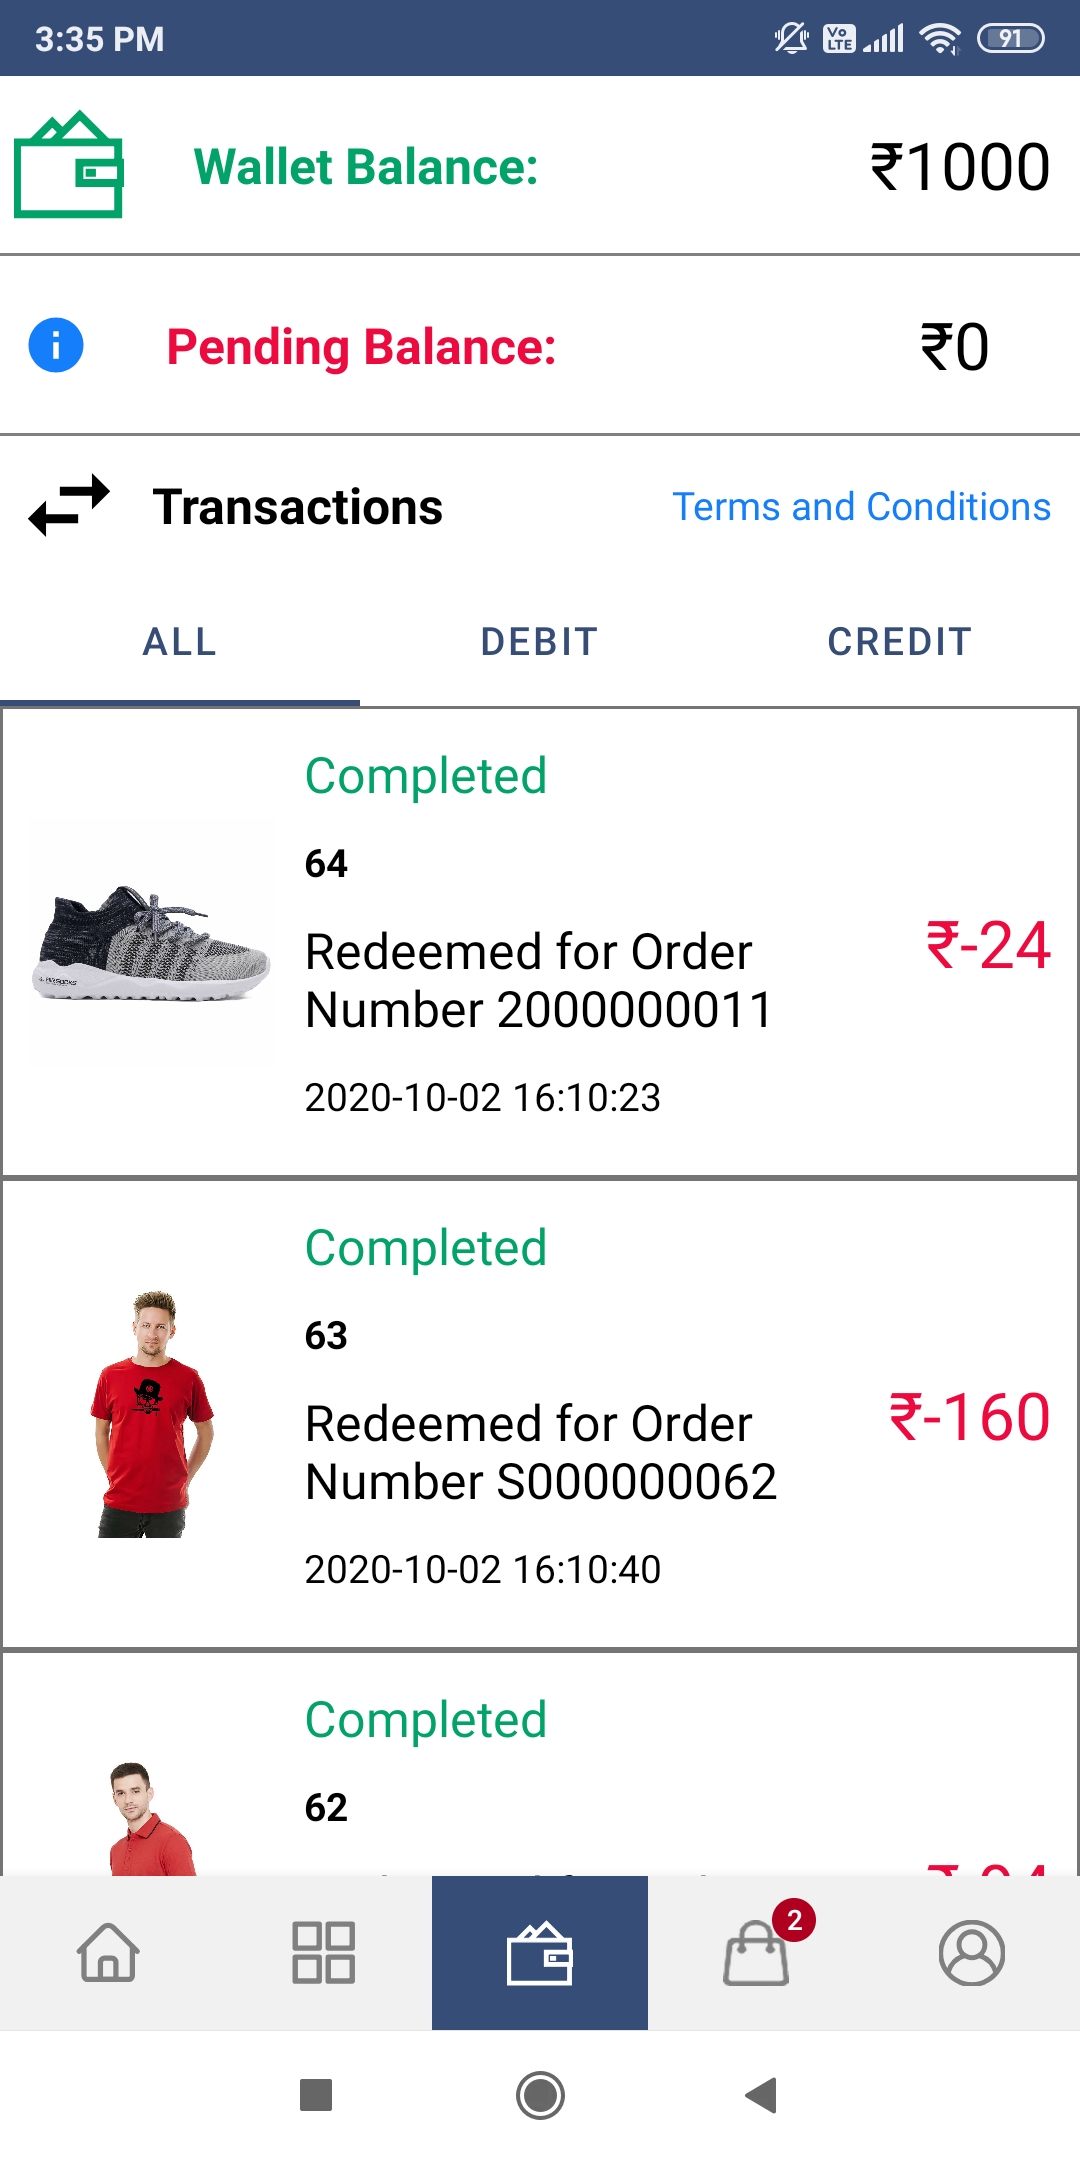 3:35 PM
Vo LTE
91
Wallet Balance:
₹1000
Pending Balance:
₹0
Transactions
Terms and Conditions
ALL
DEBIT
CREDIT
Completed
64
Redeemed for Order
Number 2000000011
₹-24
2020-10-02 16:10:23
Completed
63
Redeemed for Order
Number S000000062
₹-160
2020-10-02 16:10:40
Completed
62
2